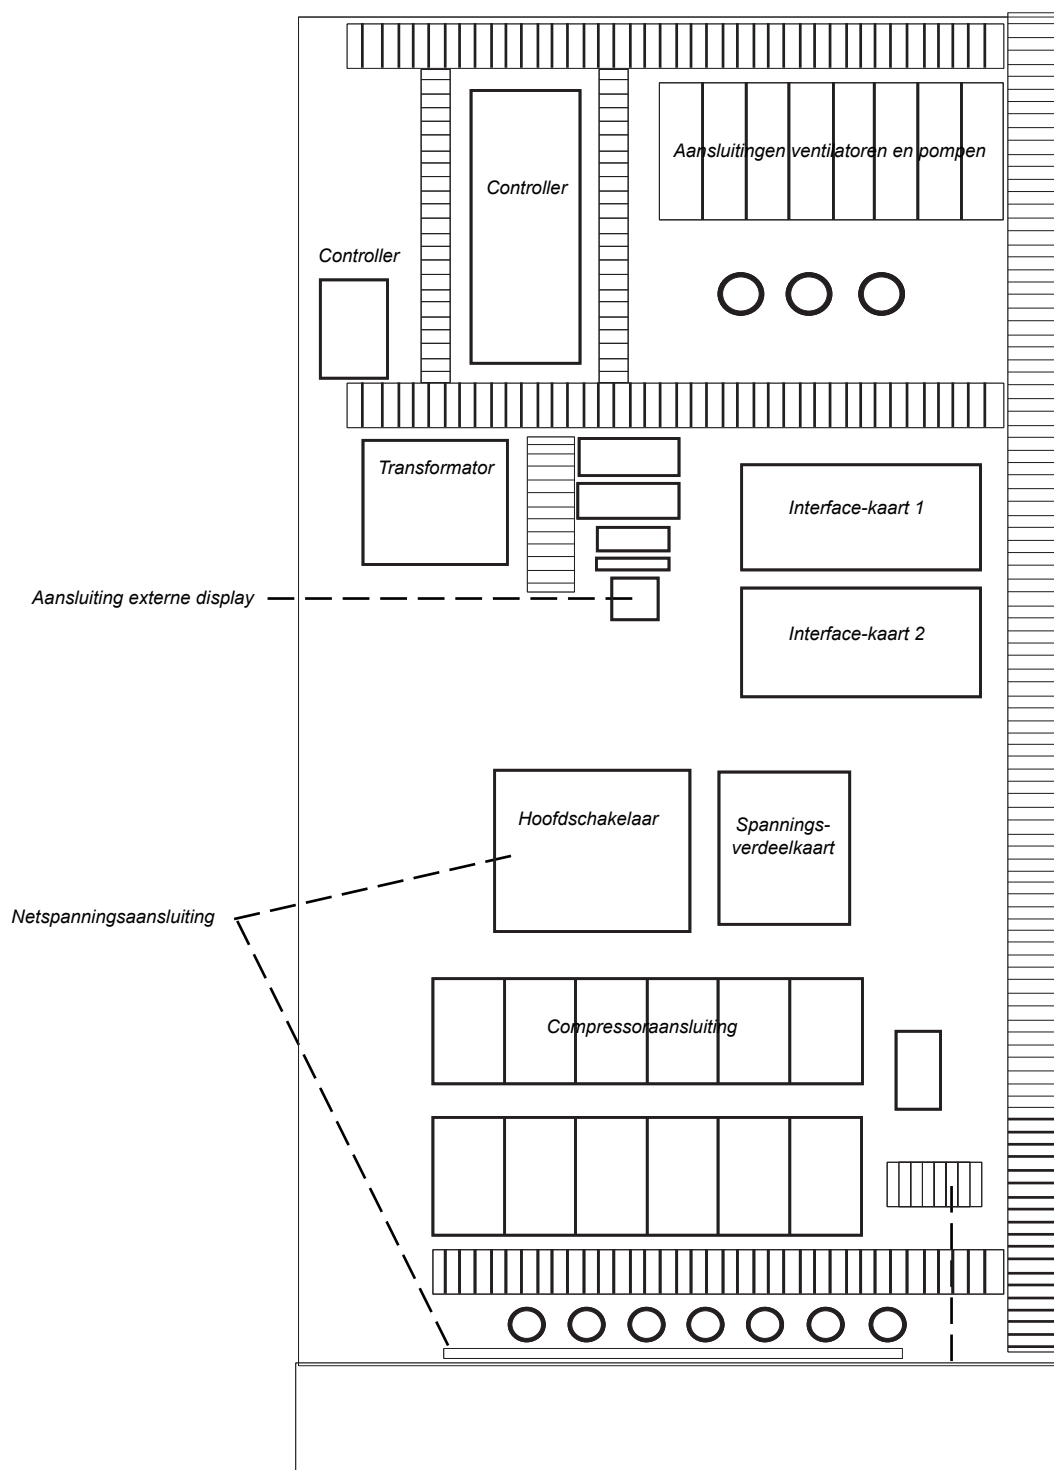 Aansluitingen ventilatoren en pompen
Controller
Controller
Transformator
Interface-kaart 1
Aansluiting externe display
Interface-kaart 2
Hoofdschakelaar
Spannings-
verdeelkaart
Netspanningsaansluiting
Compressoraansluiting